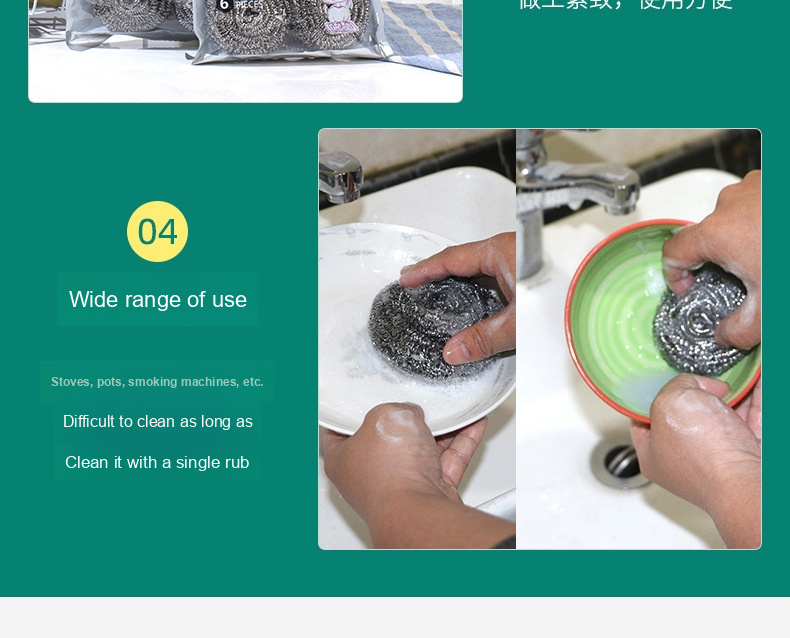 6 PIECES
做工紧致，使用方便
04
Wide range of use
Stoves, pots, smoking machines, etc.
Difficult to clean as long as
Clean it with a single rub